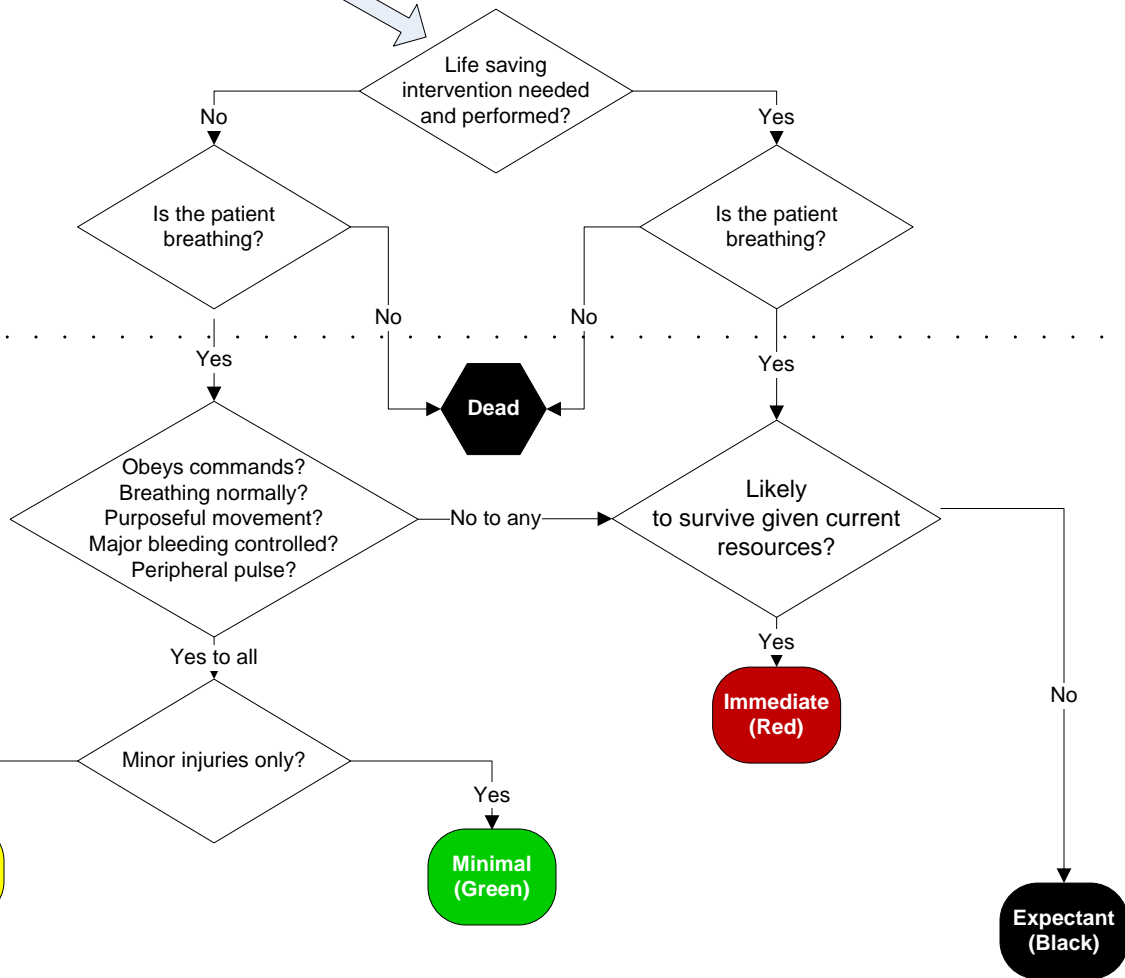 Life saving
intervention needed
and performed?
No
Yes
Is the patient
breathing?
Is the patient
breathing?
No
No
Yes
Yes
Dead
Obeys commands?
Breathing normally?
Purposeful movement?
Major bleeding controlled?
Peripheral pulse?
No to any
Likely
to survive given current
resources?
Yes to all
Yes
Immediate
(Red)
No
Minor injuries only?
Yes
Minimal
(Green)
Expectant
(Black)